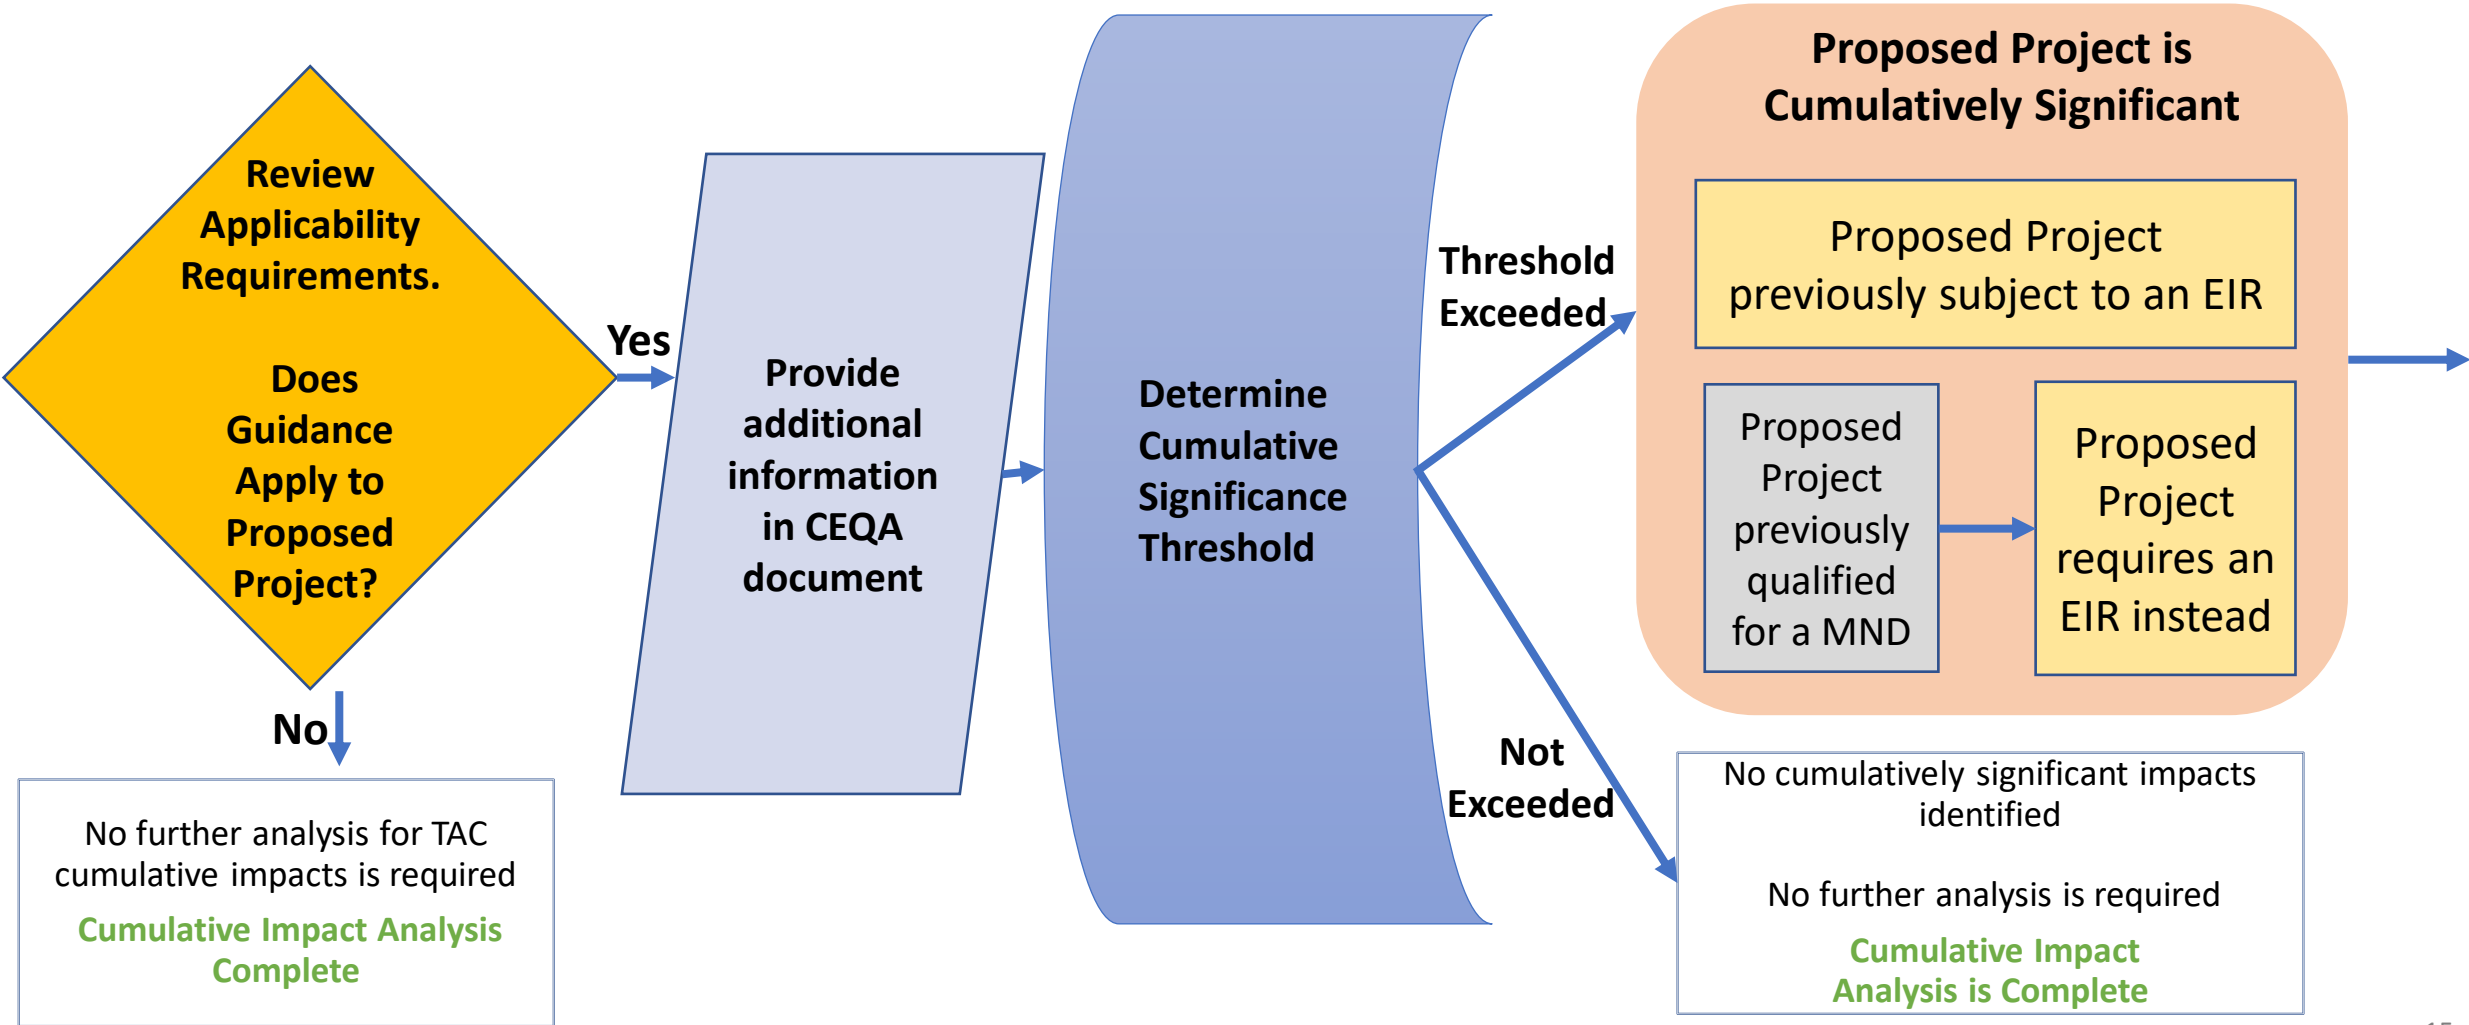 Review
Applicability
Requirements.
Does
Guidance
Apply to
Proposed
Project?
Yes
No
No further analysis for TAC
cumulative impacts is required
Cumulative Impact Analysis
Complete
Provide
additional
information
in CEQA
document
Determine
Cumulative
Significance
Threshold
Threshold
Exceeded
Not
Exceeded
Proposed Project is
Cumulatively Significant
Proposed Project
previously subject to an EIR
Proposed
Project
previously
qualified
for a MND
Proposed
Project
requires an
EIR instead
No cumulatively significant impacts
identified
No further analysis is required
Cumulative Impact
Analysis is Complete